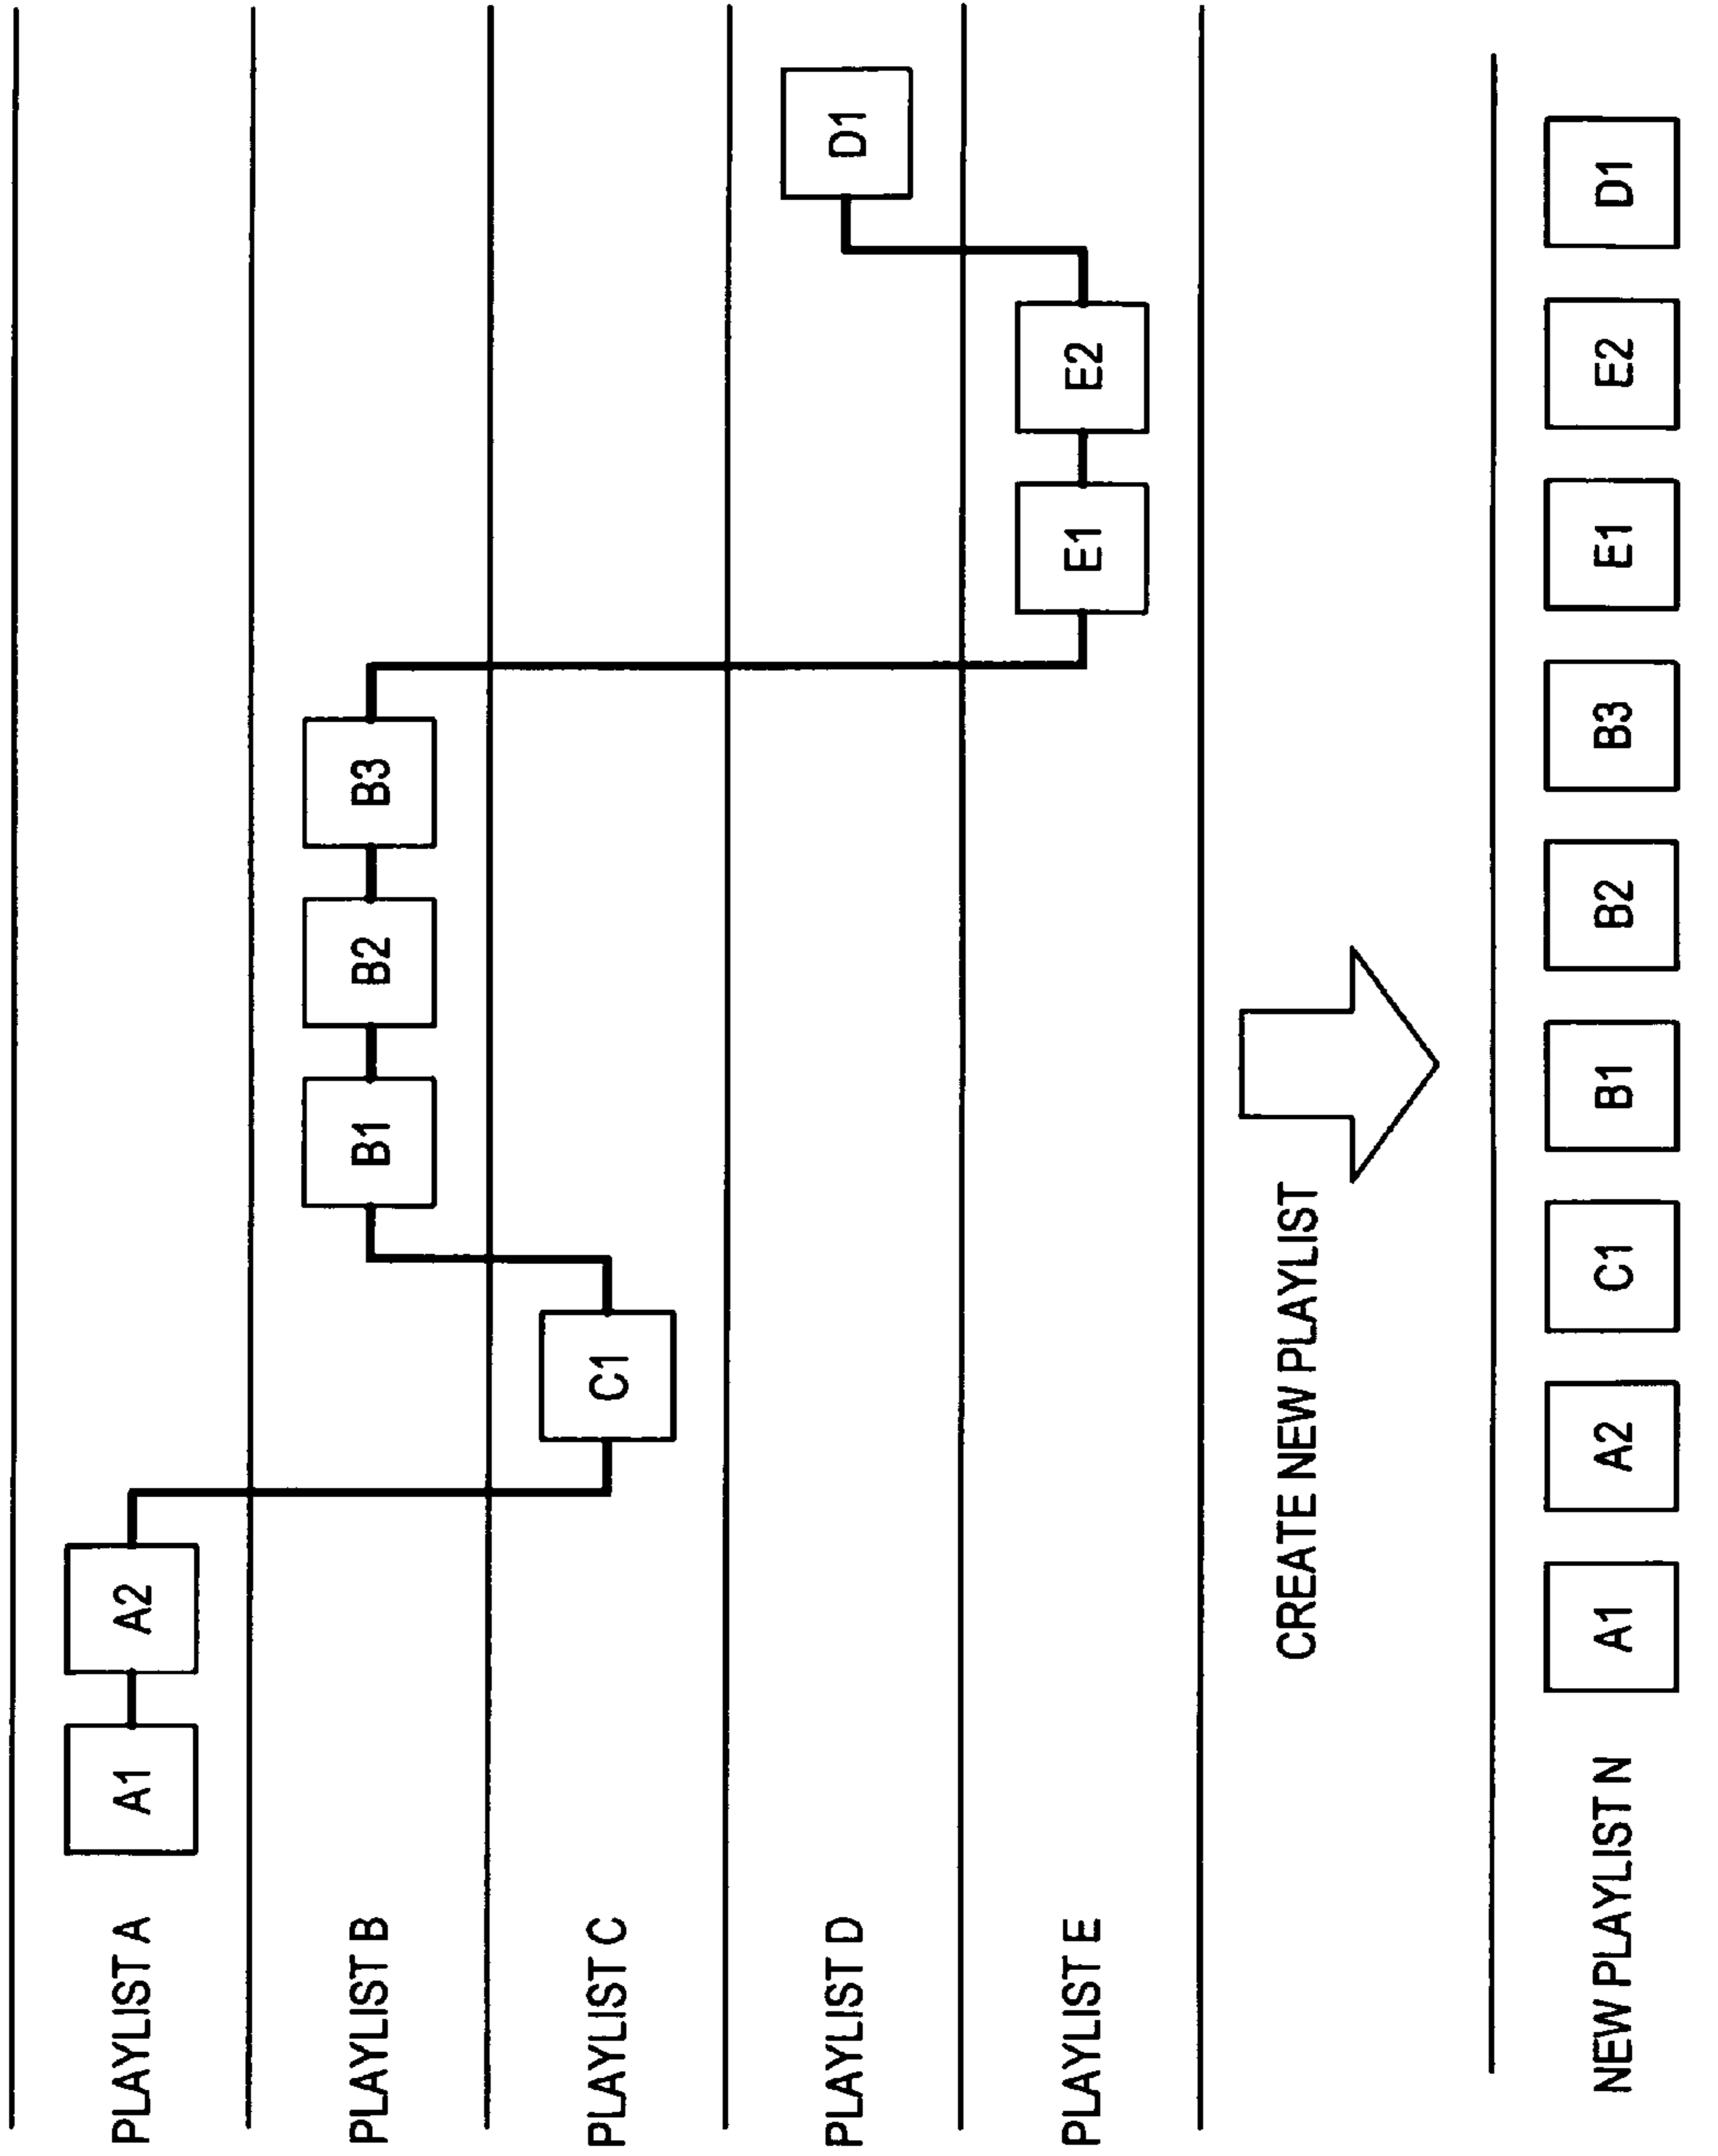 PLAYLIST A
A1
A2
PLAYLIST B
B1
B2
B3
PLAYLIST C
C1
PLAYLIST D
D1
PLAYLIST E
E1
E2
CREATE NEW PLAYLIST
NEW PLAYLIST N
A1
A2
C1
B1
B2
B3
E1
E2
D1